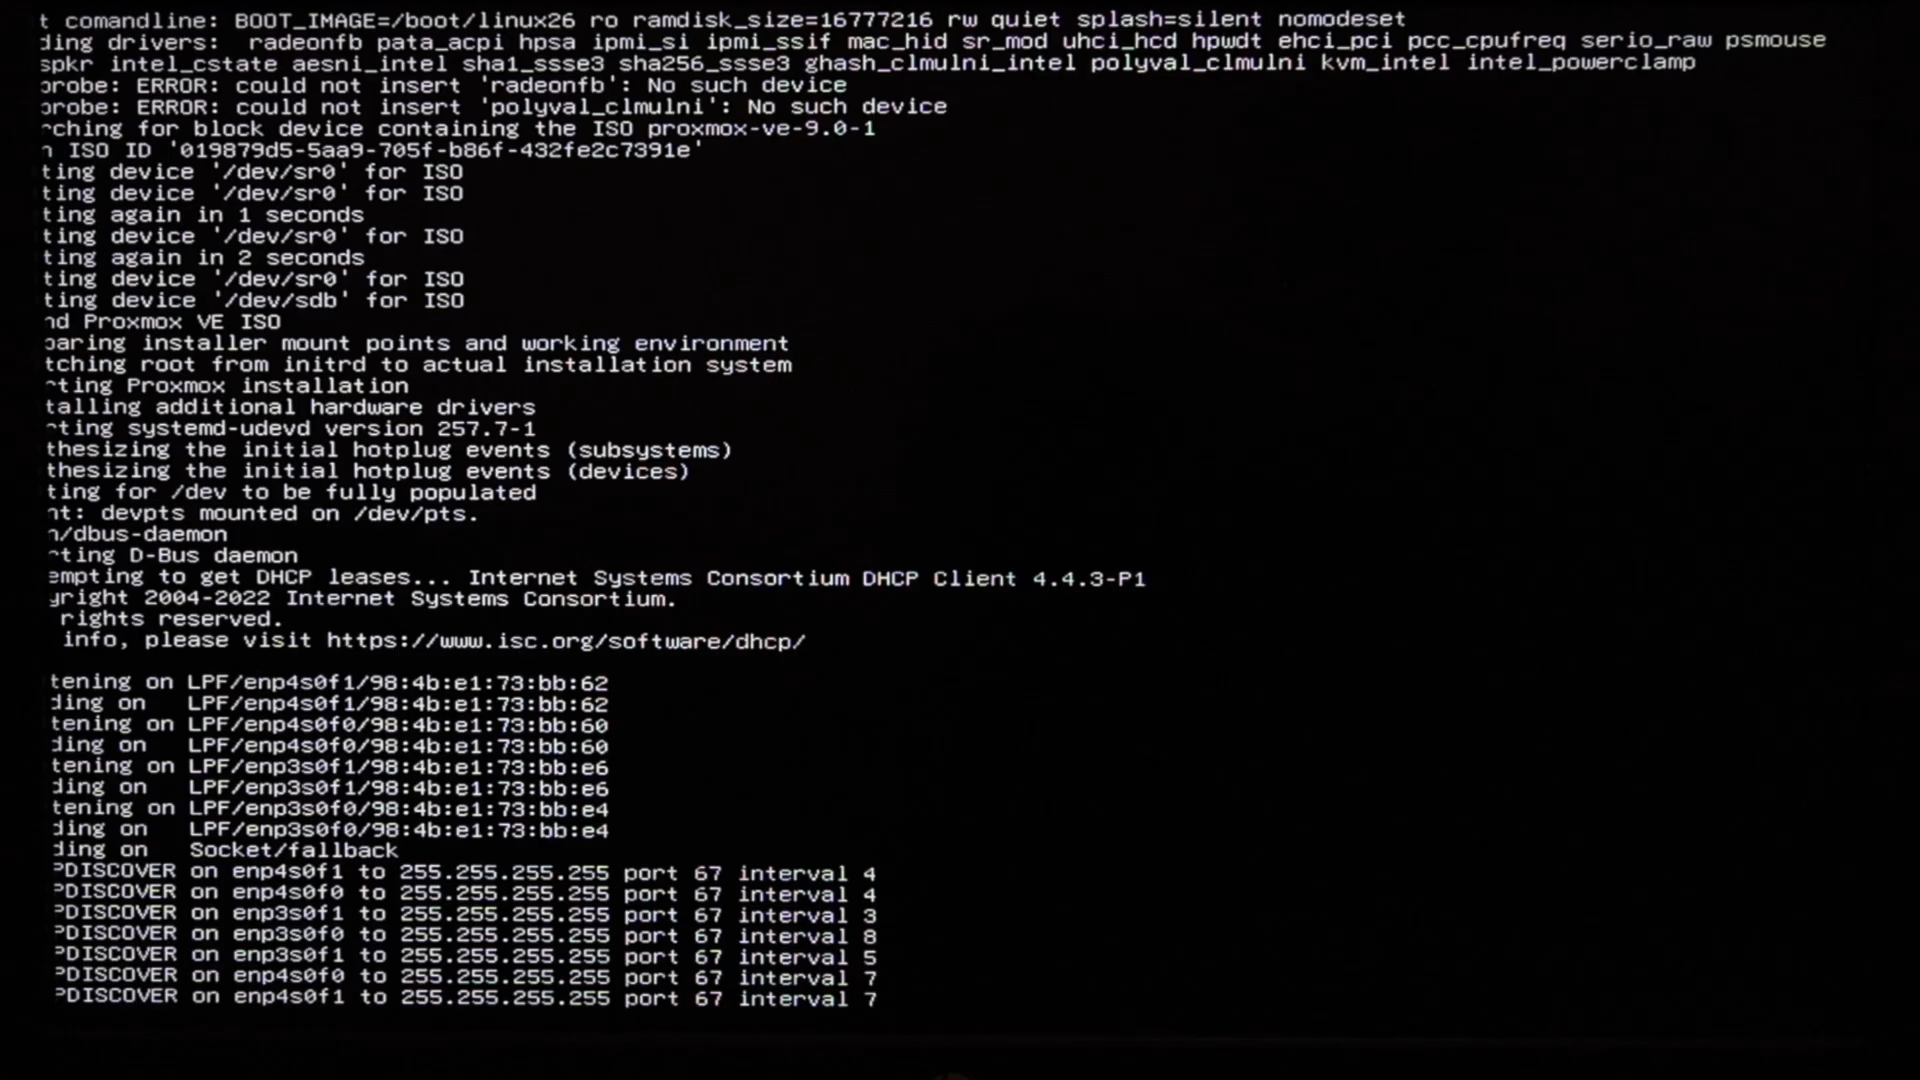 t comandline: BOOT_IMAGE=/boot/linux26 ro ramdisk_size=16777216 rw quiet splash=silent nomodeset
ding drivers: radeonfb pata_acpi hpsa ipmi_si ipmi_ssif mac_hid sr_mod uhci_hcd hpwdt ehci_pci pcc_cpufreq serio_raw psmouse
spkr intel_cstate aesni_intel sha1_ssse3 sha256_ssse3 ghash_clmulni_intel polyval_clmulni kvm_intel intel_powerclamp
probe: ERROR: could not insert 'radeonfb': No such device
probe: ERROR: could not insert 'polyval_clmulni': No such device
rching for block device containing the ISO proxmox-ve-9.0-1
h ISO ID '019879d5-5aa9-705f-b86f-432fe2c7391e'
ting device '/dev/sr0' for ISO
ting device '/dev/sr0' for ISO
ting again in 1 seconds
ting device '/dev/sr0' for ISO
ting again in 2 seconds
ting device '/dev/sr0' for ISO
ting device '/dev/sdb' for ISO
nd Proxmox VE ISO
paring installer mount points and working environment
tching root from initrd to actual installation system
rting Proxmox installation
talling additional hardware drivers
rting systemd-udevd version 257.7-1
thesizing the initial hotplug events (subsystems)
thesizing the initial hotplug events (devices)
ting for /dev to be fully populated
nt: devpts mounted on /dev/pts.
n/dbus-daemon
rting D-Bus daemon
empting to get DHCP leases... Internet Systems Consortium DHCP Client 4.4.3-P1
yright 2004-2022 Internet Systems Consortium.
rights reserved.
info, please visit https://www.isc.org/software/dhcp/
tening on LPF/enp4s0f1/98:4b:e1:73:bb:62
ding on LPF/enp4s0f1/98:4b:e1:73:bb:62
tening on LPF/enp4s0f0/98:4b:e1:73:bb:60
ding on LPF/enp4s0f0/98:4b:e1:73:bb:60
tening on LPF/enp3s0f1/98:4b:e1:73:bb:e6
ding on LPF/enp3s0f1/98:4b:e1:73:bb:e6
tening on LPF/enp3s0f0/98:4b:e1:73:bb:e4
ding on LPF/enp3s0f0/98:4b:e1:73:bb:e4
ding on Socket/fallback
PDISCOVER on enp4s0f1 to 255.255.255.255 port 67 interval 4
PDISCOVER on enp4s0f0 to 255.255.255.255 port 67 interval 4
PDISCOVER on enp3s0f1 to 255.255.255.255 port 67 interval 3
PDISCOVER on enp3s0f0 to 255.255.255.255 port 67 interval 8
PDISCOVER on enp3s0f1 to 255.255.255.255 port 67 interval 5
PDISCOVER on enp4s0f0 to 255.255.255.255 port 67 interval 7
PDISCOVER on enp4s0f1 to 255.255.255.255 port 67 interval 7